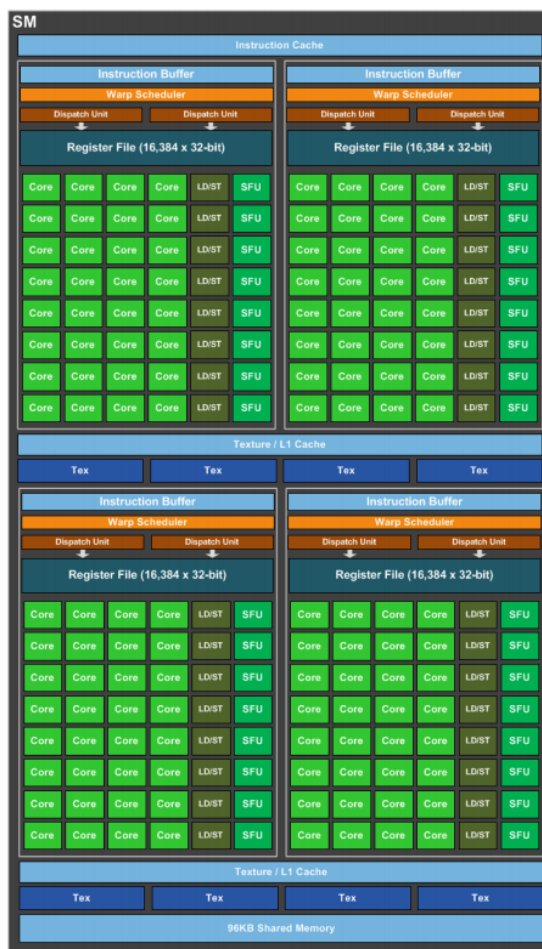 SM
Instruction Cache
Instruction Buffer
Warp Scheduler
Dispatch Unit Dispatch Unit
Register File (16,384 x 32-bit)
Core Core Core Core LD/ST SFU
Core Core Core Core LD/ST SFU
Core Core Core Core LD/ST SFU
Core Core Core Core LD/ST SFU
Core Core Core Core LD/ST SFU
Core Core Core Core LD/ST SFU
Core Core Core Core LD/ST SFU
Core Core Core Core LD/ST SFU
Instruction Buffer
Warp Scheduler
Dispatch Unit Dispatch Unit
Register File (16,384 x 32-bit)
Core Core Core Core LD/ST SFU
Core Core Core Core LD/ST SFU
Core Core Core Core LD/ST SFU
Core Core Core Core LD/ST SFU
Core Core Core Core LD/ST SFU
Core Core Core Core LD/ST SFU
Core Core Core Core LD/ST SFU
Core Core Core Core LD/ST SFU
Texture / L1 Cache
Tex Tex Tex Tex
Instruction Buffer
Warp Scheduler
Dispatch Unit Dispatch Unit
Register File (16,384 x 32-bit)
Core Core Core Core LD/ST SFU
Core Core Core Core LD/ST SFU
Core Core Core Core LD/ST SFU
Core Core Core Core LD/ST SFU
Core Core Core Core LD/ST SFU
Core Core Core Core LD/ST SFU
Core Core Core Core LD/ST SFU
Core Core Core Core LD/ST SFU
Instruction Buffer
Warp Scheduler
Dispatch Unit Dispatch Unit
Register File (16,384 x 32-bit)
Core Core Core Core LD/ST SFU
Core Core Core Core LD/ST SFU
Core Core Core Core LD/ST SFU
Core Core Core Core LD/ST SFU
Core Core Core Core LD/ST SFU
Core Core Core Core LD/ST SFU
Core Core Core Core LD/ST SFU
Core Core Core Core LD/ST SFU
Texture / L1 Cache
Tex Tex Tex Tex
96KB Shared Memory